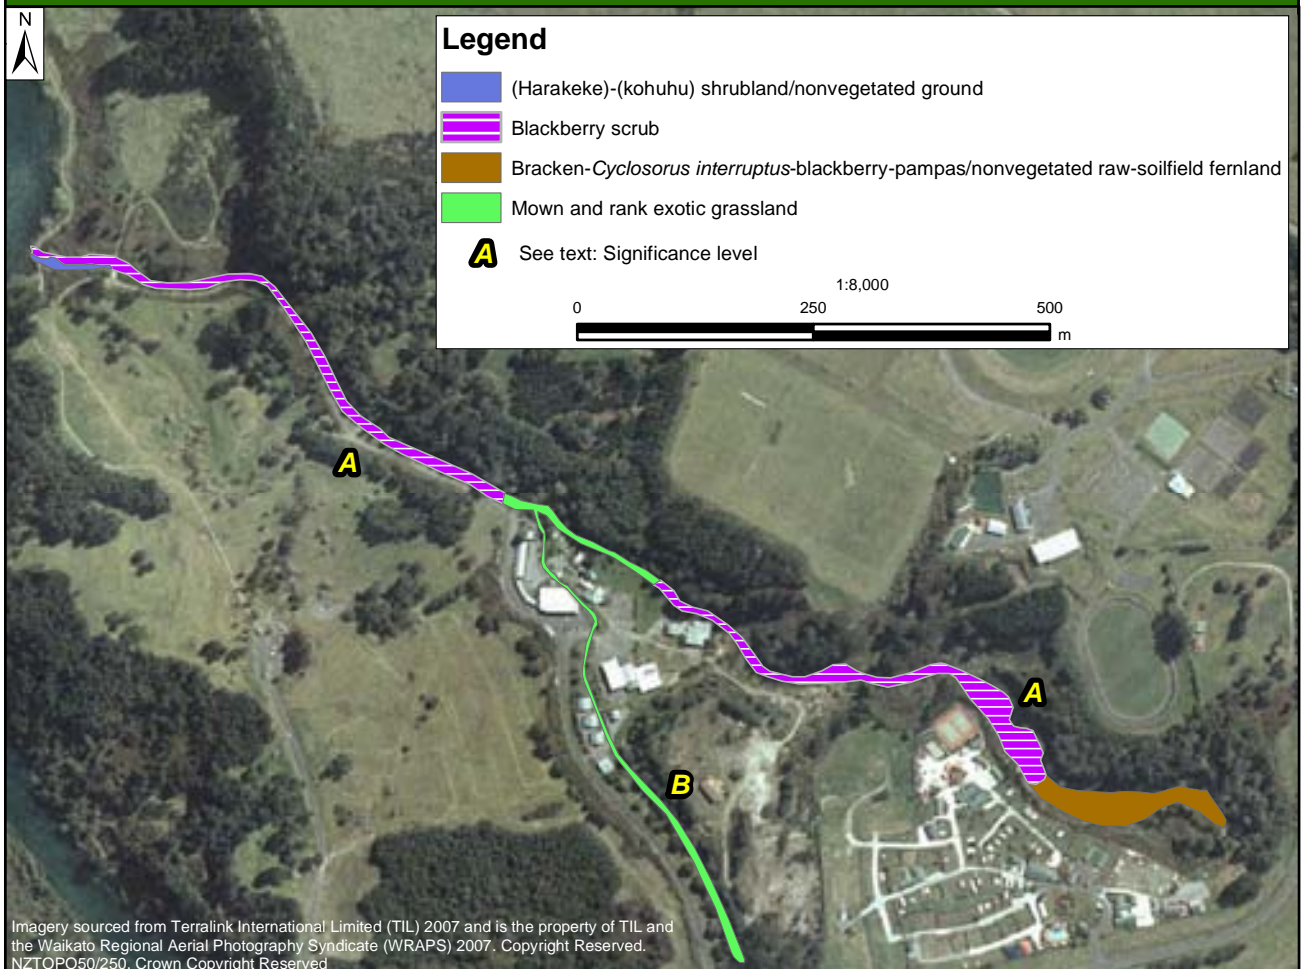 N
Legend
(Harakeke)-(kohuhu) shrubland/nonvegetated ground
Blackberry scrub
Bracken-Cyclosorus interruptus-blackberry-pampas/nonvegetated raw-soilfield fernland
Mown and rank exotic grassland
A See text: Significance level
1:8,000
0 250 500
m
A
A
B
Imagery sourced from Terralink International Limited (TIL) 2007 and is the property of TIL and
the Waikato Regional Aerial Photography Syndicate (WRAPS) 2007. Copyright Reserved.
NZTOPO50/250. Crown Copyright Reserved